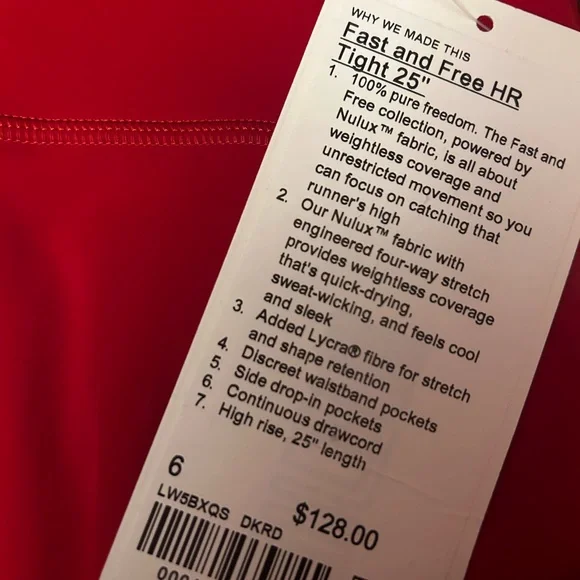 WHY WE MADE THIS
Fast and Free HR
Tight 25"
1. 100% pure freedom. The Fast and
Free collection, powered by
Nulux™ fabric, is all about
weightless coverage and
unrestricted movement so you
can focus on catching that
runner's high
2. Our Nulux™ fabric with
engineered four-way stretch
provides weightless coverage
that's quick-drying,
sweat-wicking, and feels cool
and sleek
3. Added Lycra® fibre for stretch
and shape retention
4. Discreet waistband pockets
5. Side drop-in pockets
6. Continuous drawcord
7. High rise, 25" length
6
LW5BXQS DKRD $128.00